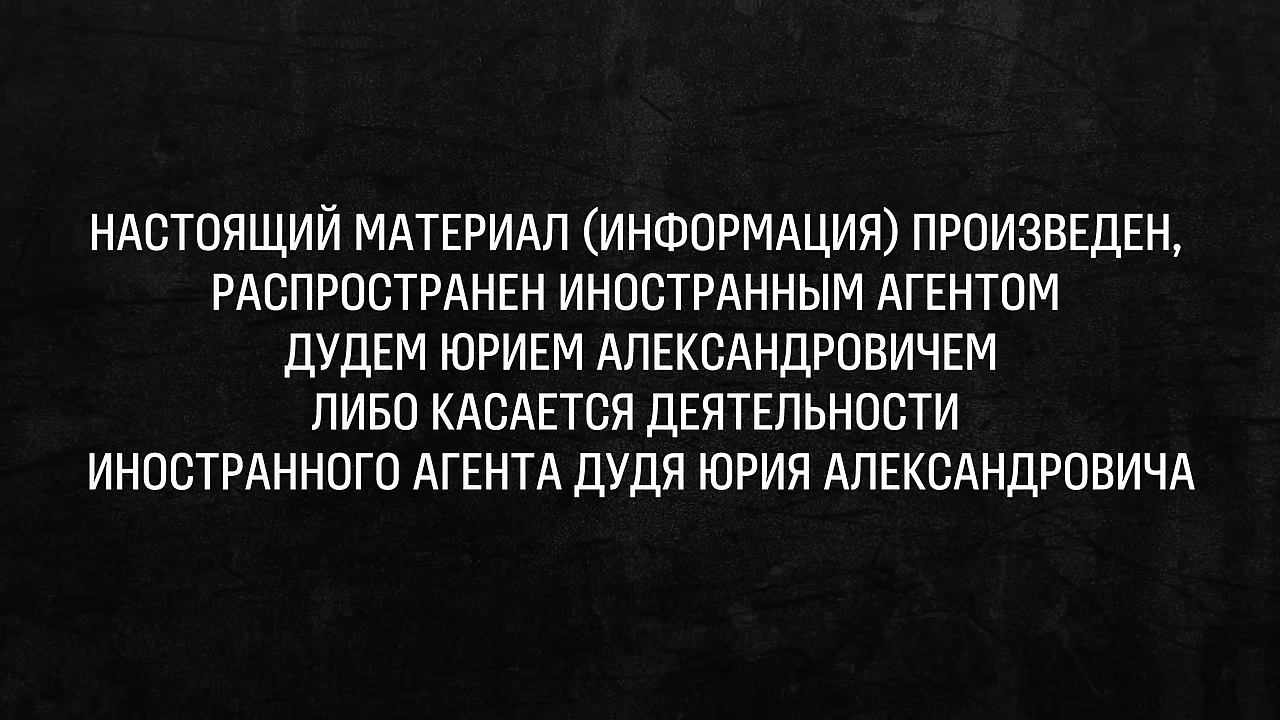 НАСТОЯЩИЙ МАТЕРИАЛ (ИНФОРМАЦИЯ) ПРОИЗВЕДЕН,
РАСПРОСТРАНЕН ИНОСТРАННЫМ АГЕНТОМ
ДУДЕМ ЮРИЕМ АЛЕКСАНДРОВИЧЕМ
ЛИБО КАСАЕТСЯ ДЕЯТЕЛЬНОСТИ
ИНОСТРАННОГО АГЕНТА ДУДЯ ЮРИЯ АЛЕКСАНДРОВИЧА